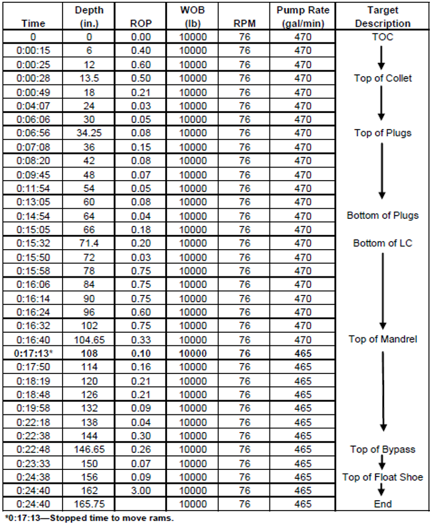 Time Depth (in.) ROP WOB (lb) RPM Pump Rate (gal/min) Target Description
0 0 0.00 10000 76 470 TOC
0:00:15 6 0.40 10000 76 470
0:00:25 12 0.60 10000 76 470
0:00:28 13.5 0.50 10000 76 470 Top of Collet
0:00:49 18 0.21 10000 76 470
0:04:07 24 0.03 10000 76 470
0:06:06 30 0.05 10000 76 470
0:06:56 34.25 0.08 10000 76 470 Top of Plugs
0:07:08 36 0.15 10000 76 470
0:08:20 42 0.08 10000 76 470
0:09:45 48 0.07 10000 76 470
0:11:54 54 0.05 10000 76 470
0:13:05 60 0.08 10000 76 470
0:14:54 64 0.04 10000 76 470 Bottom of Plugs
0:15:05 66 0.18 10000 76 470
0:15:32 71.4 0.20 10000 76 470 Bottom of LC
0:15:50 72 0.03 10000 76 470
0:15:58 78 0.75 10000 76 470
0:16:06 84 0.75 10000 76 470
0:16:14 90 0.75 10000 76 470
0:16:24 96 0.60 10000 76 470
0:16:32 102 0.75 10000 76 470
0:16:40 104.65 0.33 10000 76 470 Top of Mandrel
0:17:13* 108 0.10 10000 76 465
0:17:50 114 0.16 10000 76 465
0:18:19 120 0.21 10000 76 465
0:18:48 126 0.21 10000 76 465
0:19:58 132 0.09 10000 76 465
0:22:18 138 0.04 10000 76 465
0:22:38 144 0.30 10000 76 465
0:22:48 146.65 0.26 10000 76 465 Top of Bypass
0:23:33 150 0.07 10000 76 465
0:24:38 156 0.09 10000 76 465 Top of Float Shoe
0:24:40 162 3.00 10000 76 465
0:24:40 165.75 10000 76 465 End
*0:17:13—Stopped time to move rams.